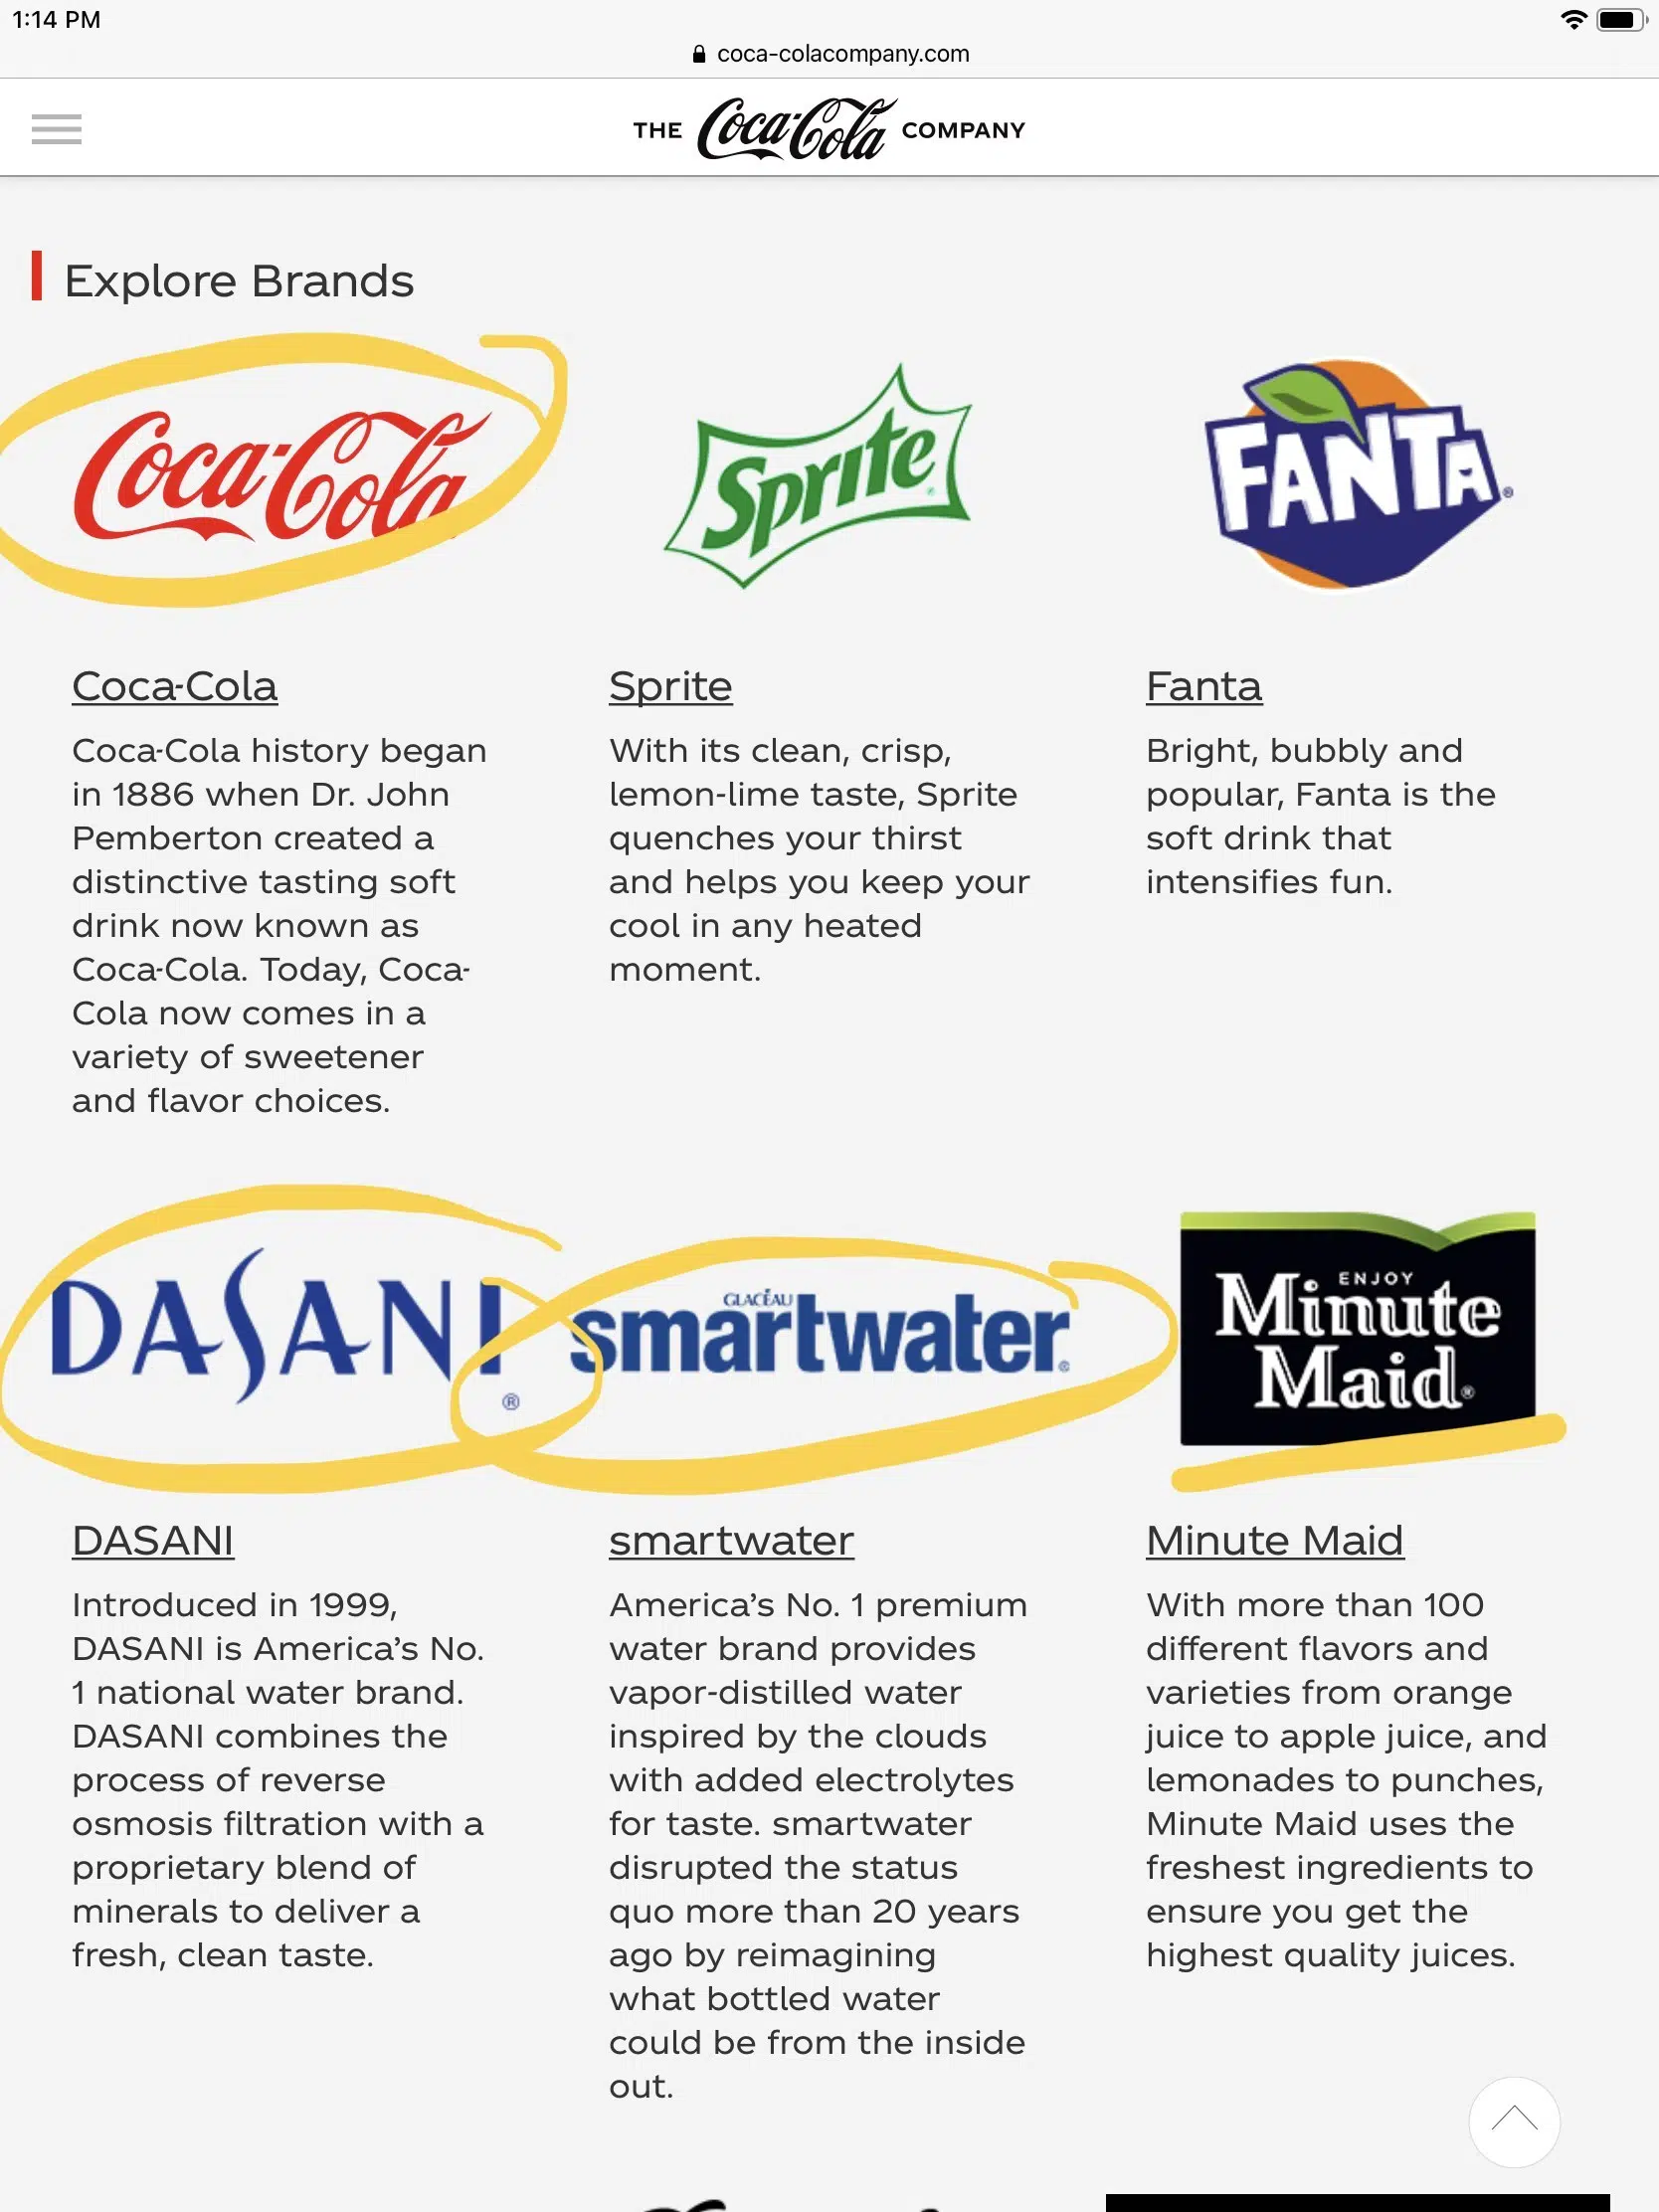 1:14 PM
coca-colacompany.com
THE Coca-Cola COMPANY
Explore Brands
Coca-Cola
Sprite
FANTA
Coca-Cola
Coca-Cola history began
in 1886 when Dr. John
Pemberton created a
distinctive tasting soft
drink now known as
Coca-Cola. Today, Coca-
Cola now comes in a
variety of sweetener
and flavor choices.
Sprite
With its clean, crisp,
lemon-lime taste, Sprite
quenches your thirst
and helps you keep your
cool in any heated
moment.
Fanta
Bright, bubbly and
popular, Fanta is the
soft drink that
intensifies fun.
DASANI®
GLACÉAU
smartwater®
ENJOY
Minute
Maid®
DASANI
Introduced in 1999,
DASANI is America’s No.
1 national water brand.
DASANI combines the
process of reverse
osmosis filtration with a
proprietary blend of
minerals to deliver a
fresh, clean taste.
smartwater
America’s No. 1 premium
water brand provides
vapor-distilled water
inspired by the clouds
with added electrolytes
for taste. smartwater
disrupted the status
quo more than 20 years
ago by reimagining
what bottled water
could be from the inside
out.
Minute Maid
With more than 100
different flavors and
varieties from orange
juice to apple juice, and
lemonades to punches,
Minute Maid uses the
freshest ingredients to
ensure you get the
highest quality juices.